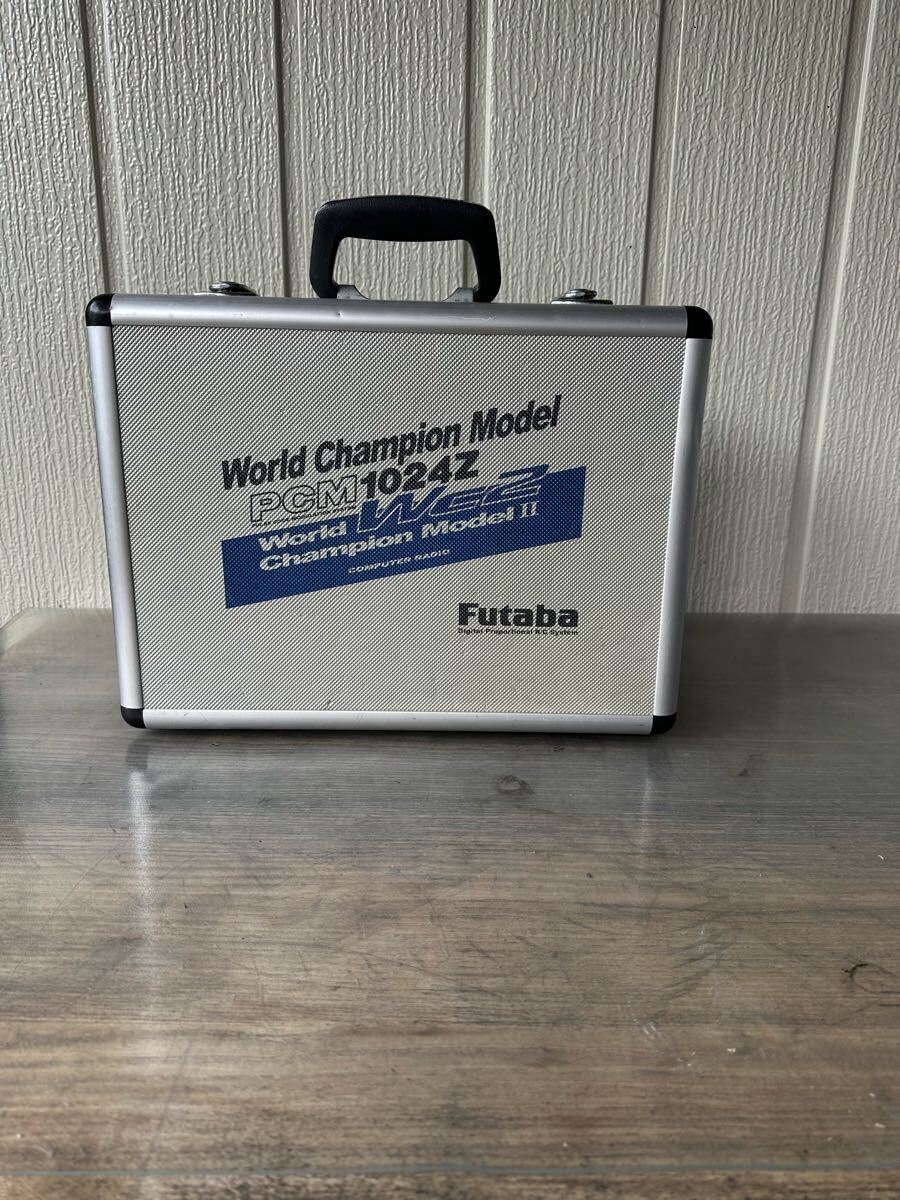 World Champion Model
PCM1024Z
WC2
World
Champion Model II
COMPUTER RADIO
Futaba
Digital Proportional R/C System